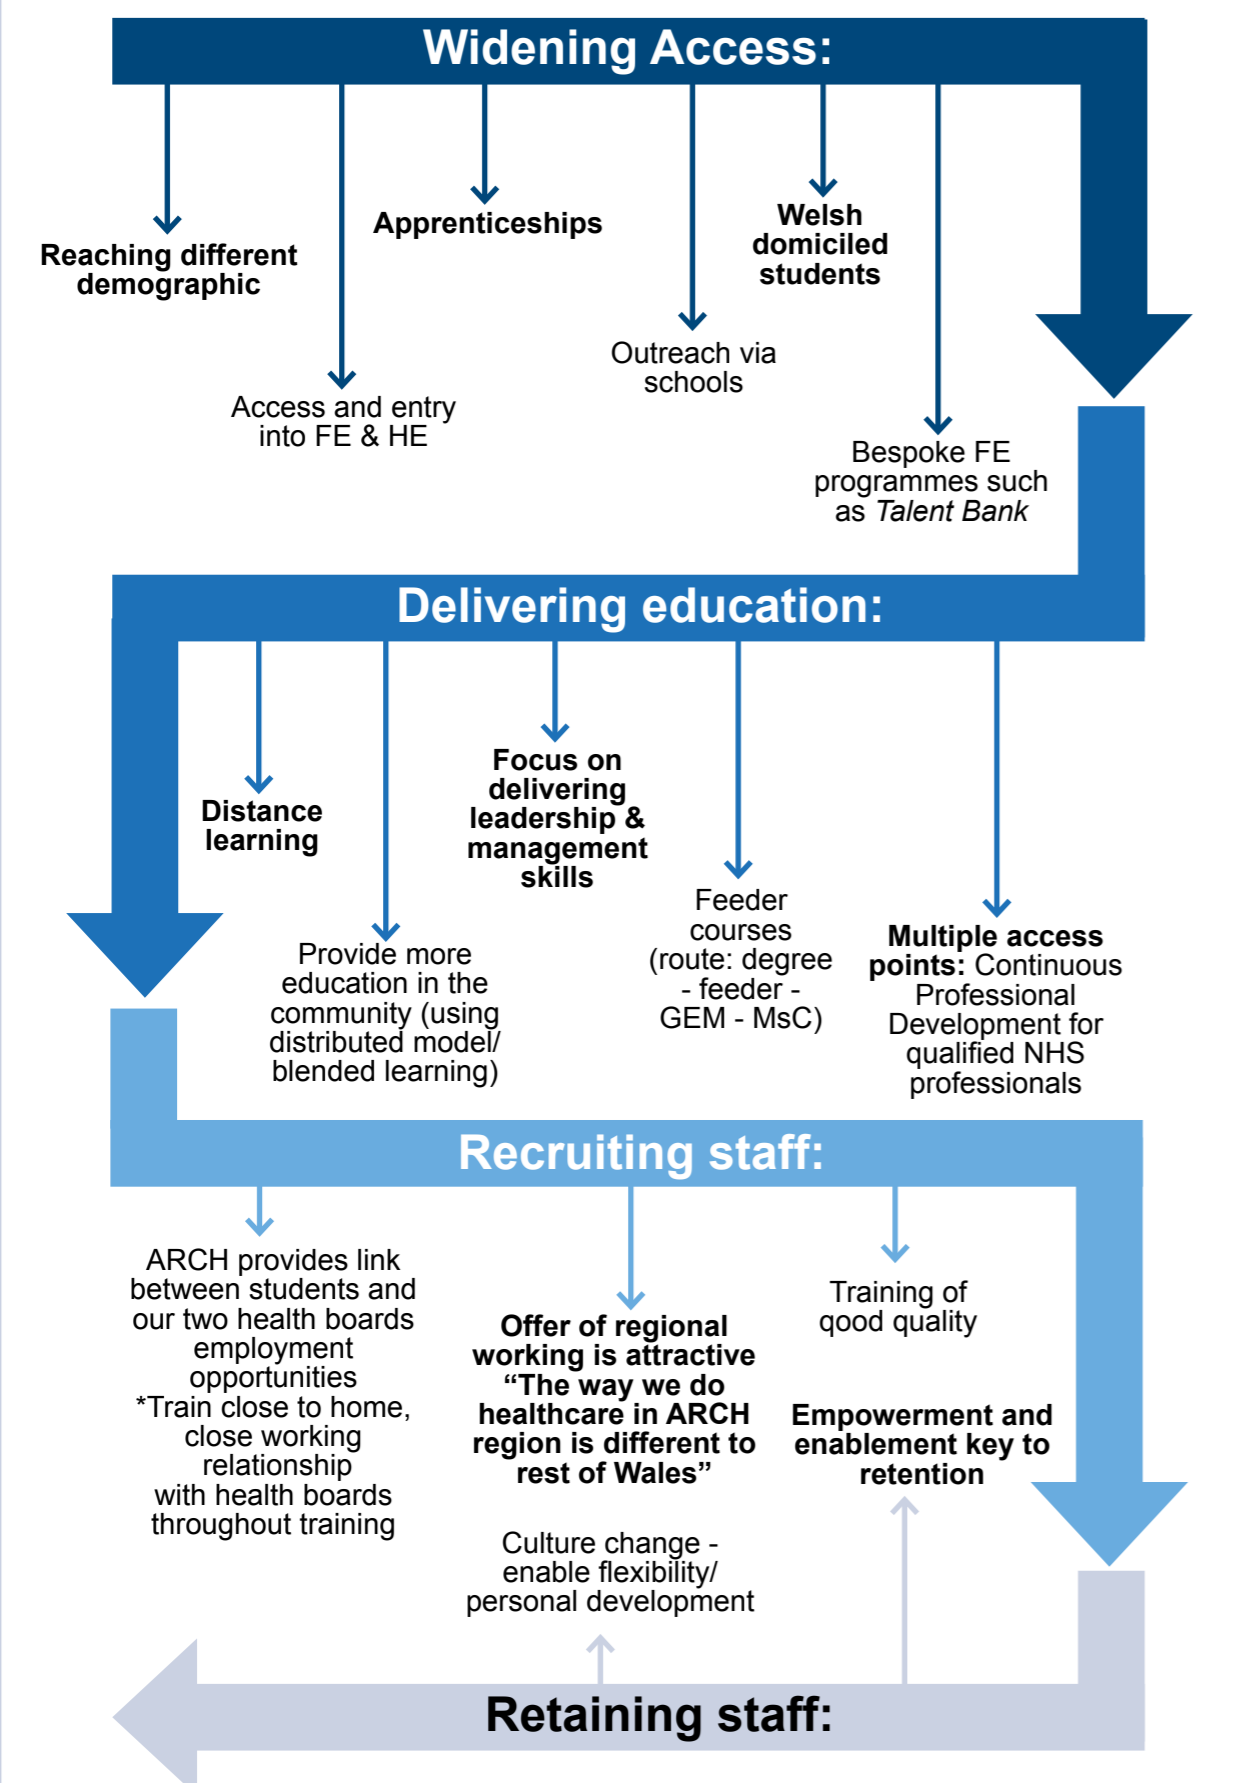 Widening Access:
Reaching different
demographic
Access and entry
into FE & HE
Apprenticeships
Outreach via
schools
Welsh
domiciled
students
Bespoke FE
programmes such
as Talent Bank
Delivering education:
Distance
learning
Provide more
education in the
community (using
distributed model/
blended learning)
Focus on
delivering
leadership &
management
skills
Feeder
courses
(route: degree
- feeder -
GEM - MsC)
Multiple access
points: Continuous
Professional
Development for
qualified NHS
professionals
Recruiting staff:
ARCH provides link
between students and
our two health boards
employment
opportunities
*Train close to home,
close working
relationship
with health boards
throughout training
Offer of regional
working is attractive
“The way we do
healthcare in ARCH
region is different to
rest of Wales”
Training of
qood quality
Empowerment and
enablement key to
retention
Culture change -
enable flexibility/
personal development
Retaining staff: